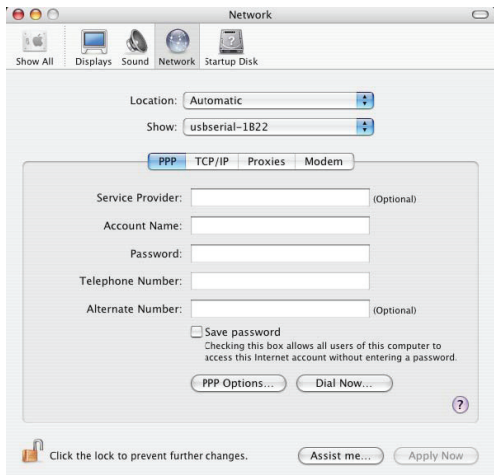 Network
Show All Displays Sound Network Startup Disk
Location: Automatic
Show: usbserial-1B22
PPP TCP/IP Proxies Modem
Service Provider: (Optional)
Account Name:
Password:
Telephone Number:
Alternate Number: (Optional)
Save password
Checking this box allows all users of this computer to
access this Internet account without entering a password.
PPP Options... Dial Now...
?
Click the lock to prevent further changes. Assist me... Apply Now